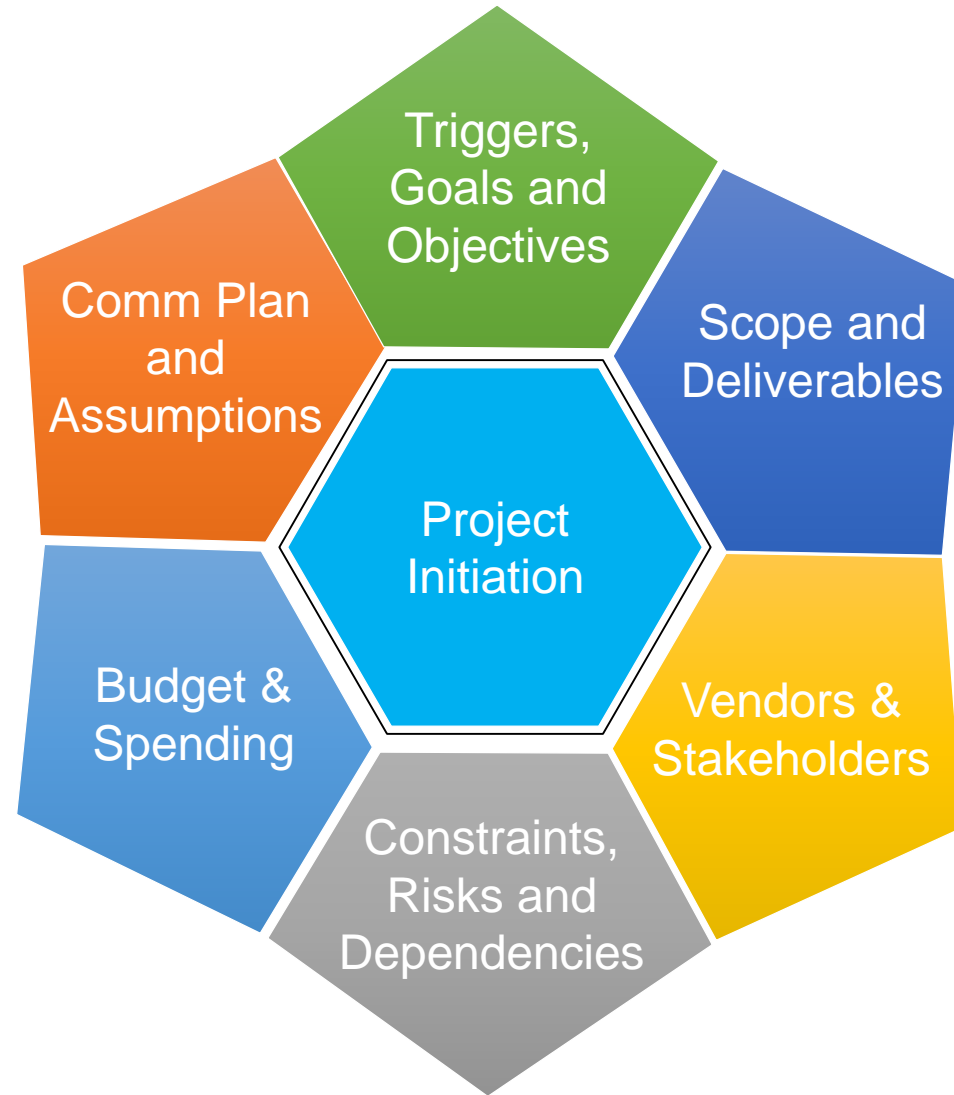 Triggers,
Goals and
Objectives
Comm Plan
and
Assumptions
Scope and
Deliverables
Project
Initiation
Budget &
Spending
Vendors &
Stakeholders
Constraints,
Risks and
Dependencies